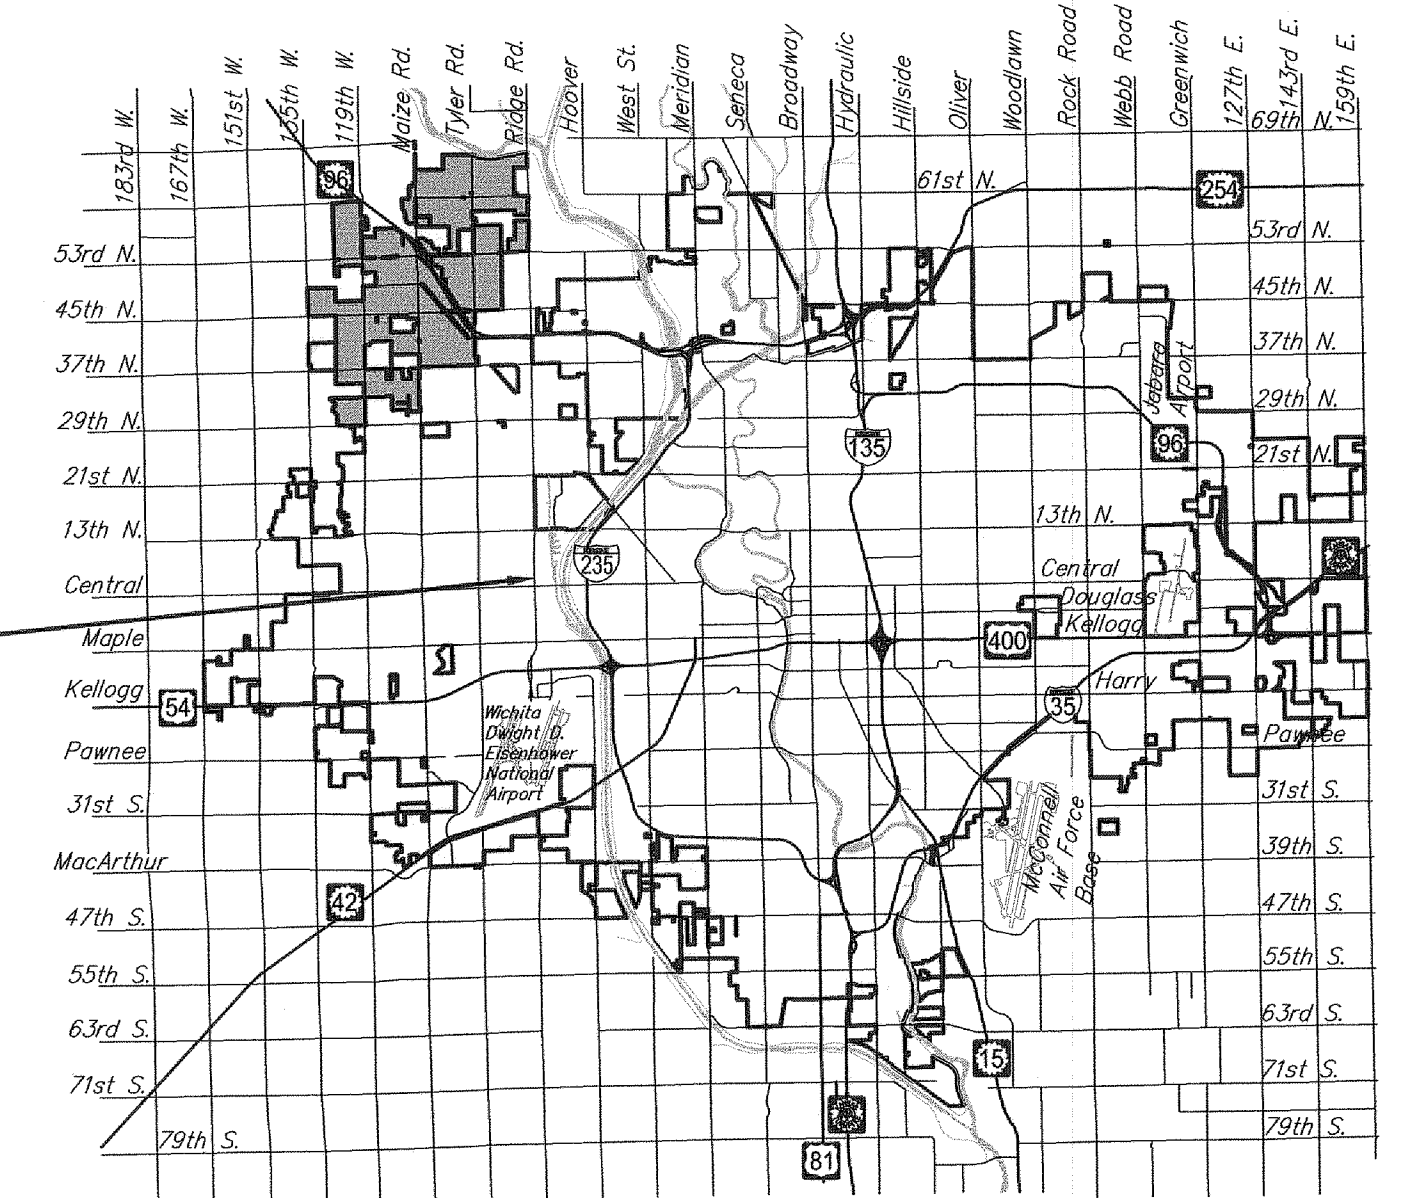 183rd W.
167th W.
151st W.
135th W.
119th W.
Maize Rd.
Tyler Rd.
Ridge Rd.
Hoover
West St.
Meridian
Seneca
Broadway
Hydraulic
Hillside
Oliver
Woodlawn
Rock Road
Webb Road
Greenwich
127th E.
143rd E.
159th E.
69th N.
96
61st N.
254
53rd N.
53rd N.
45th N.
45th N.
37th N.
37th N.
Jabara
Airport
29th N.
29th N.
135
96
21st N.
21st N.
13th N.
13th N.
235
Central
Central
Douglass
Maple
Kellogg
400
Kellogg
54
Harry
35
Wichita
Dwight D.
Eisenhower
National
Airport
Pawnee
Pawnee
31st S.
31st S.
McConnell
Air Force
Base
MacArthur
39th S.
42
47th S.
47th S.
55th S.
55th S.
63rd S.
63rd S.
15
71st S.
71st S.
79th S.
79th S.
81